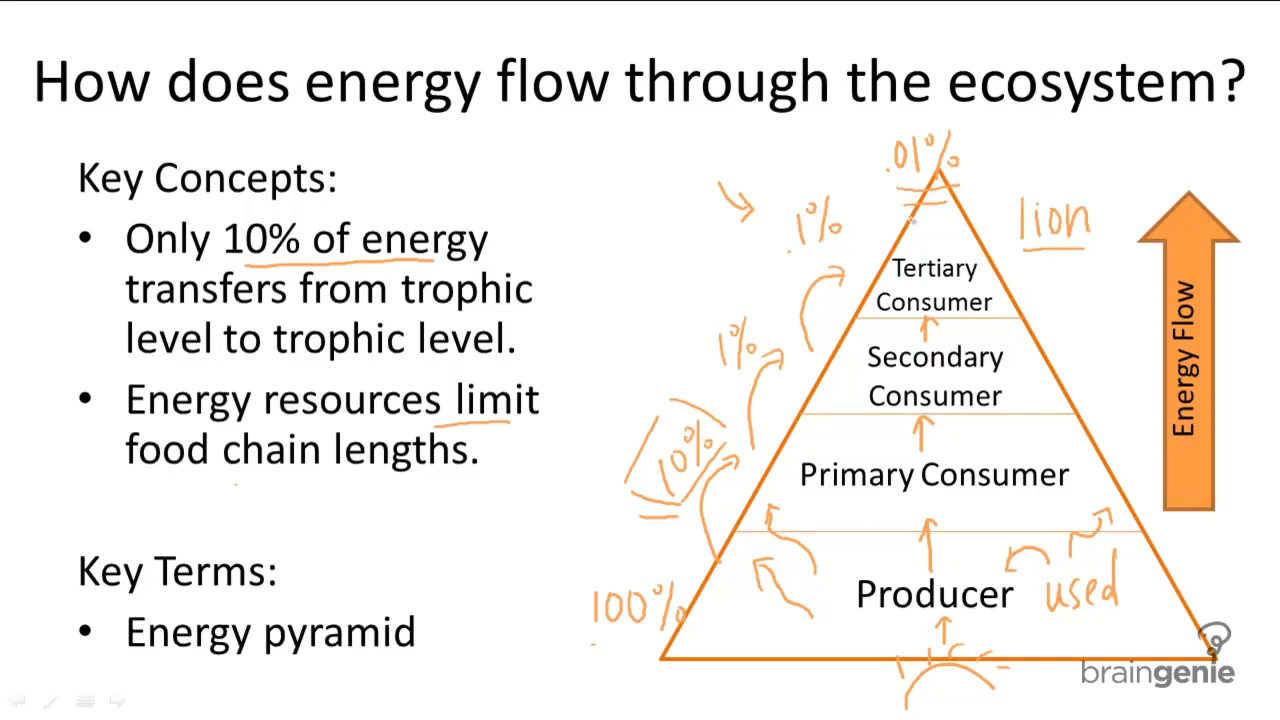 How does energy flow through the ecosystem?
Key Concepts:
• Only 10% of energy
transfers from trophic
level to trophic level.
• Energy resources limit
food chain lengths.
Key Terms:
• Energy pyramid
.01%
.1%
lion
Tertiary
Consumer
1%
Secondary
Consumer
10%
Primary Consumer
100%
Producer
used
Energy Flow
braingenie